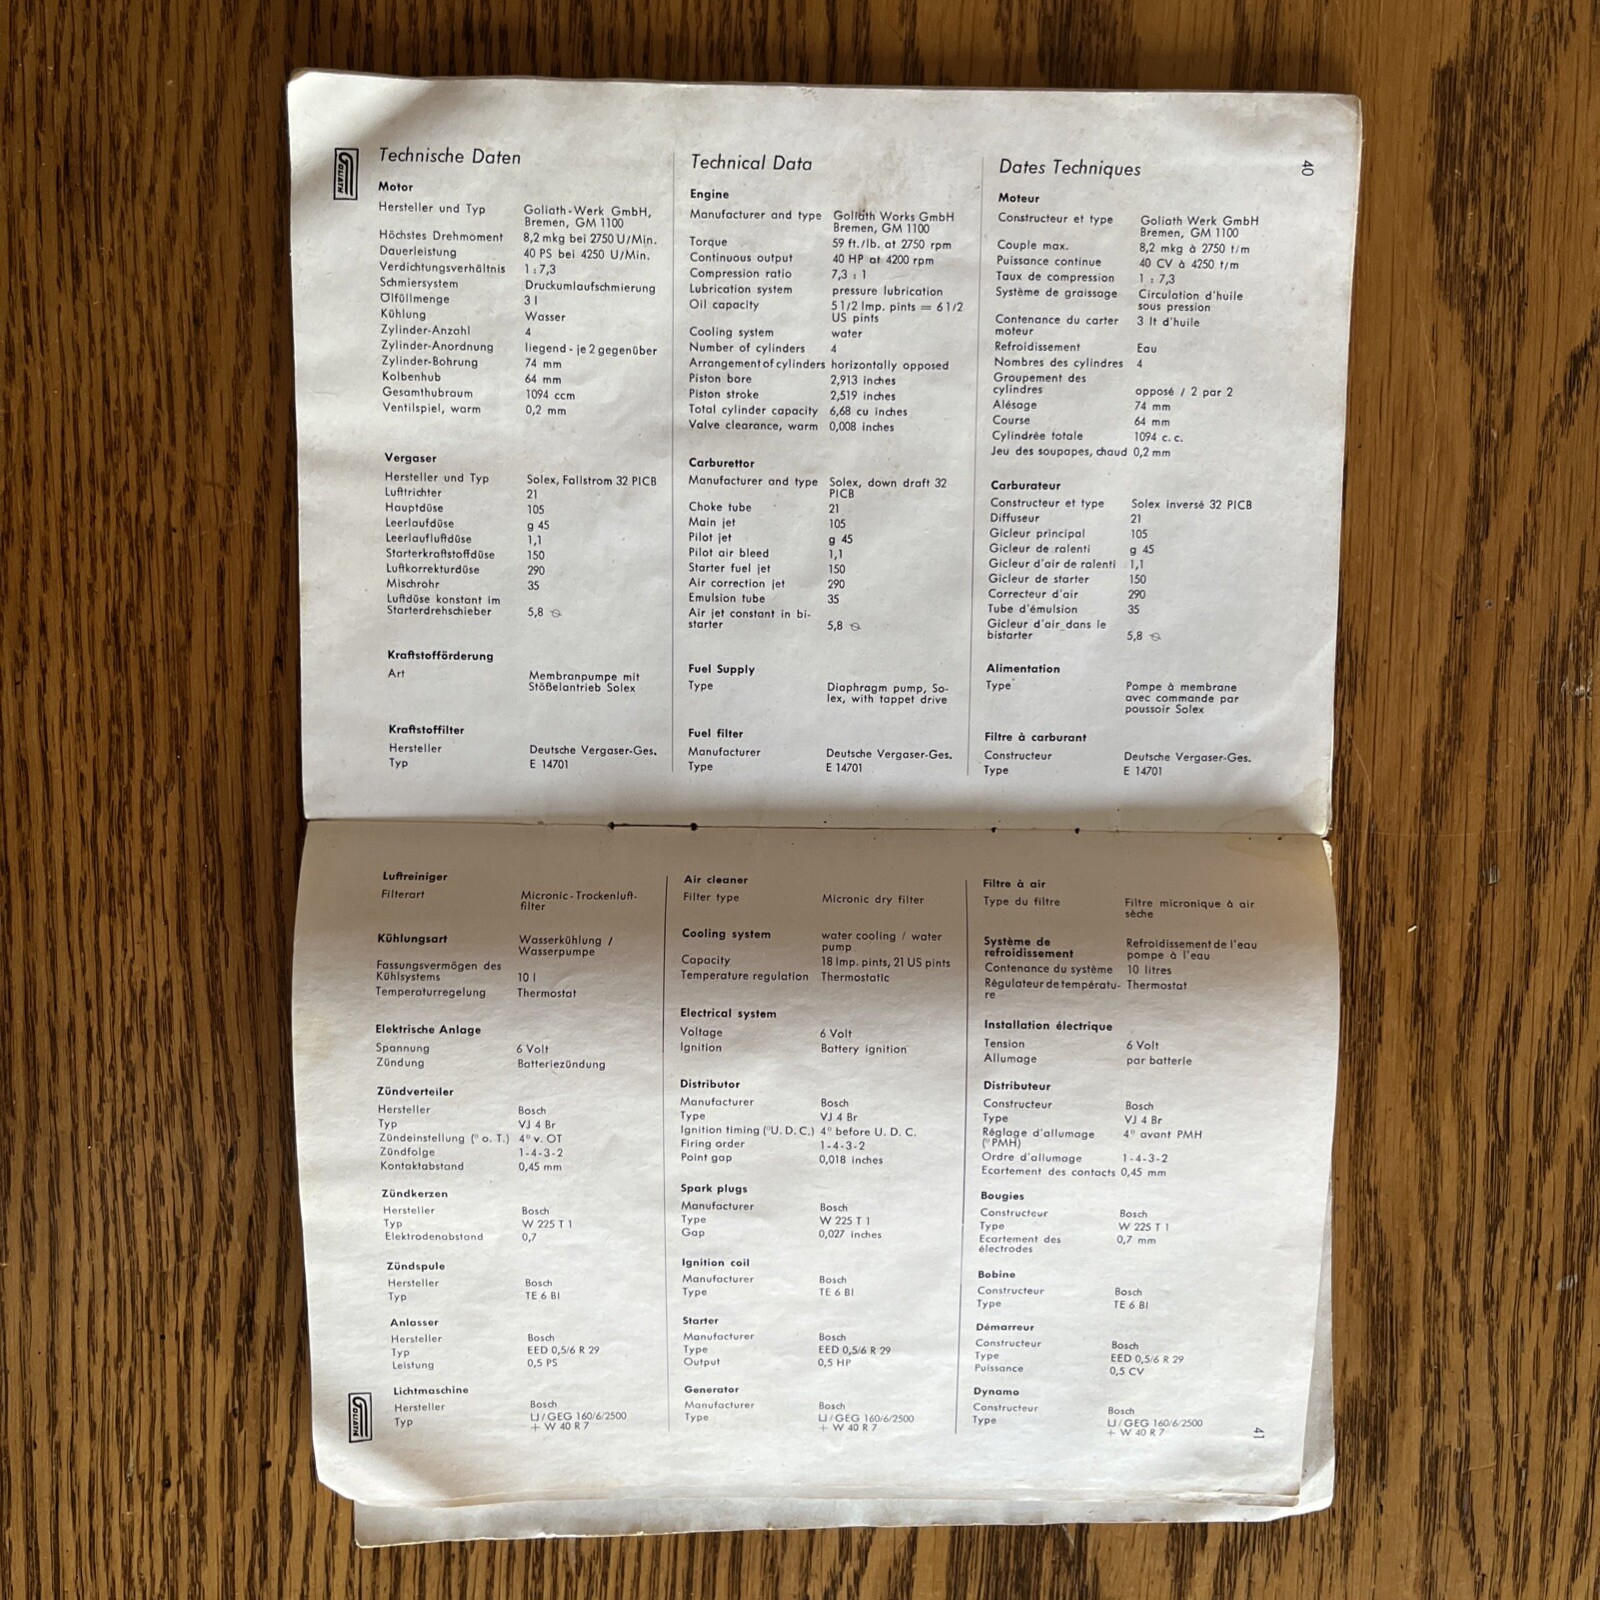 GOLIATH
Technische Daten
Motor
Hersteller und Typ Goliath-Werk GmbH,
Bremen, GM 1100
Höchstes Drehmoment 8,2 mkg bei 2750 U/Min.
Dauerleistung 40 PS bei 4250 U/Min.
Verdichtungsverhältnis 1 : 7,3
Schmiersystem Druckumlaufschmierung
Ölfüllmenge 3 l
Kühlung Wasser
Zylinder-Anzahl 4
Zylinder-Anordnung liegend - je 2 gegenüber
Zylinder-Bohrung 74 mm
Kolbenhub 64 mm
Gesamthubraum 1094 ccm
Ventilspiel, warm 0,2 mm
Vergaser
Hersteller und Typ Solex, Fallstrom 32 PICB
Lufttrichter 21
Hauptdüse 105
Leerlaufdüse g 45
Leerlaufluftdüse 1,1
Starterkraftstoffdüse 150
Luftkorrekturdüse 290
Mischrohr 35
Luftdüse konstant im
Starterdrehschieber 5,8 ⌀
Kraftstofförderung
Art Membranpumpe mit
Stößelantrieb Solex
Kraftstoffilter
Hersteller Deutsche Vergaser-Ges.
Typ E 14701
Technical Data
Engine
Manufacturer and type Goliath Works GmbH
Bremen, GM 1100
Torque 59 ft./lb. at 2750 rpm
Continuous output 40 HP at 4200 rpm
Compression ratio 7,3 : 1
Lubrication system pressure lubrication
Oil capacity 5 1/2 Imp. pints = 6 1/2
US pints
Cooling system water
Number of cylinders 4
Arrangement of cylinders horizontally opposed
Piston bore 2,913 inches
Piston stroke 2,519 inches
Total cylinder capacity 6,68 cu inches
Valve clearance, warm 0,008 inches
Carburettor
Manufacturer and type Solex, down draft 32
PICB
Choke tube 21
Main jet 105
Pilot jet g 45
Pilot air bleed 1,1
Starter fuel jet 150
Air correction jet 290
Emulsion tube 35
Air jet constant in bi-
starter 5,8 ⌀
Fuel Supply
Type Diaphragm pump, So-
lex, with tappet drive
Fuel filter
Manufacturer Deutsche Vergaser-Ges.
Type E 14701
Dates Techniques
Moteur
Constructeur et type Goliath Werk GmbH
Bremen, GM 1100
Couple max. 8,2 mkg à 2750 t/m
Puissance continue 40 CV à 4250 t/m
Taux de compression 1 : 7,3
Système de graissage Circulation d'huile
sous pression
Contenance du carter 3 lt d'huile
moteur
Refroidissement Eau
Nombres des cylindres 4
Groupement des
cylindres opposé / 2 par 2
Alésage 74 mm
Course 64 mm
Cylindrée totale 1094 c. c.
Jeu des soupapes, chaud 0,2 mm
Carburateur
Constructeur et type Solex inversé 32 PICB
Diffuseur 21
Gicleur principal 105
Gicleur de ralenti g 45
Gicleur d'air de ralenti 1,1
Gicleur de starter 150
Correcteur d'air 290
Tube d'émulsion 35
Gicleur d'air dans le
bistarter 5,8 ⌀
Alimentation
Type Pompe à membrane
avec commande par
poussoir Solex
Filtre à carburant
Constructeur Deutsche Vergaser-Ges.
Type E 14701
40
Luftreiniger
Filterart Micronic-Trockenluft-
filter
Kühlungsart Wasserkühlung /
Wasserpumpe
Fassungsvermögen des
Kühlsystems 10 l
Temperaturregelung Thermostat
Elektrische Anlage
Spannung 6 Volt
Zündung Batteriezündung
Zündverteiler
Hersteller Bosch
Typ VJ 4 Br
Zündeinstellung (° o. T.) 4° v. OT
Zündfolge 1-4-3-2
Kontaktabstand 0,45 mm
Zündkerzen
Hersteller Bosch
Typ W 225 T 1
Elektrodenabstand 0,7
Zündspule
Hersteller Bosch
Typ TE 6 BI
Anlasser
Hersteller Bosch
Typ EED 0,5/6 R 29
Leistung 0,5 PS
Lichtmaschine
Hersteller Bosch
Typ LJ/GEG 160/6/2500
+ W 40 R 7
Air cleaner
Filter type Micronic dry filter
Cooling system water cooling / water
pump
Capacity 18 Imp. pints, 21 US pints
Temperature regulation Thermostatic
Electrical system
Voltage 6 Volt
Ignition Battery ignition
Distributor
Manufacturer Bosch
Type VJ 4 Br
Ignition timing (°U. D. C.) 4° before U. D. C.
Firing order 1-4-3-2
Point gap 0,018 inches
Spark plugs
Manufacturer Bosch
Type W 225 T 1
Gap 0,027 inches
Ignition coil
Manufacturer Bosch
Type TE 6 BI
Starter
Manufacturer Bosch
Type EED 0,5/6 R 29
Output 0,5 HP
Generator
Manufacturer Bosch
Type LJ/GEG 160/6/2500
+ W 40 R 7
Filtre à air
Type du filtre Filtre micronique à air
sèche
Système de Refroidissement de l'eau
refroidissement pompe à l'eau
Contenance du système 10 litres
Régulateur de températu- Thermostat
re
Installation électrique
Tension 6 Volt
Allumage par batterie
Distributeur
Constructeur Bosch
Type VJ 4 Br
Réglage d'allumage 4° avant PMH
(°PMH)
Ordre d'allumage 1-4-3-2
Ecartement des contacts 0,45 mm
Bougies
Constructeur Bosch
Type W 225 T 1
Ecartement des 0,7 mm
électrodes
Bobine
Constructeur Bosch
Type TE 6 BI
Démarreur
Constructeur Bosch
Type EED 0,5/6 R 29
Puissance 0,5 CV
Dynamo
Constructeur Bosch
Type LJ/GEG 160/6/2500
+ W 40 R 7
GOLIATH
41